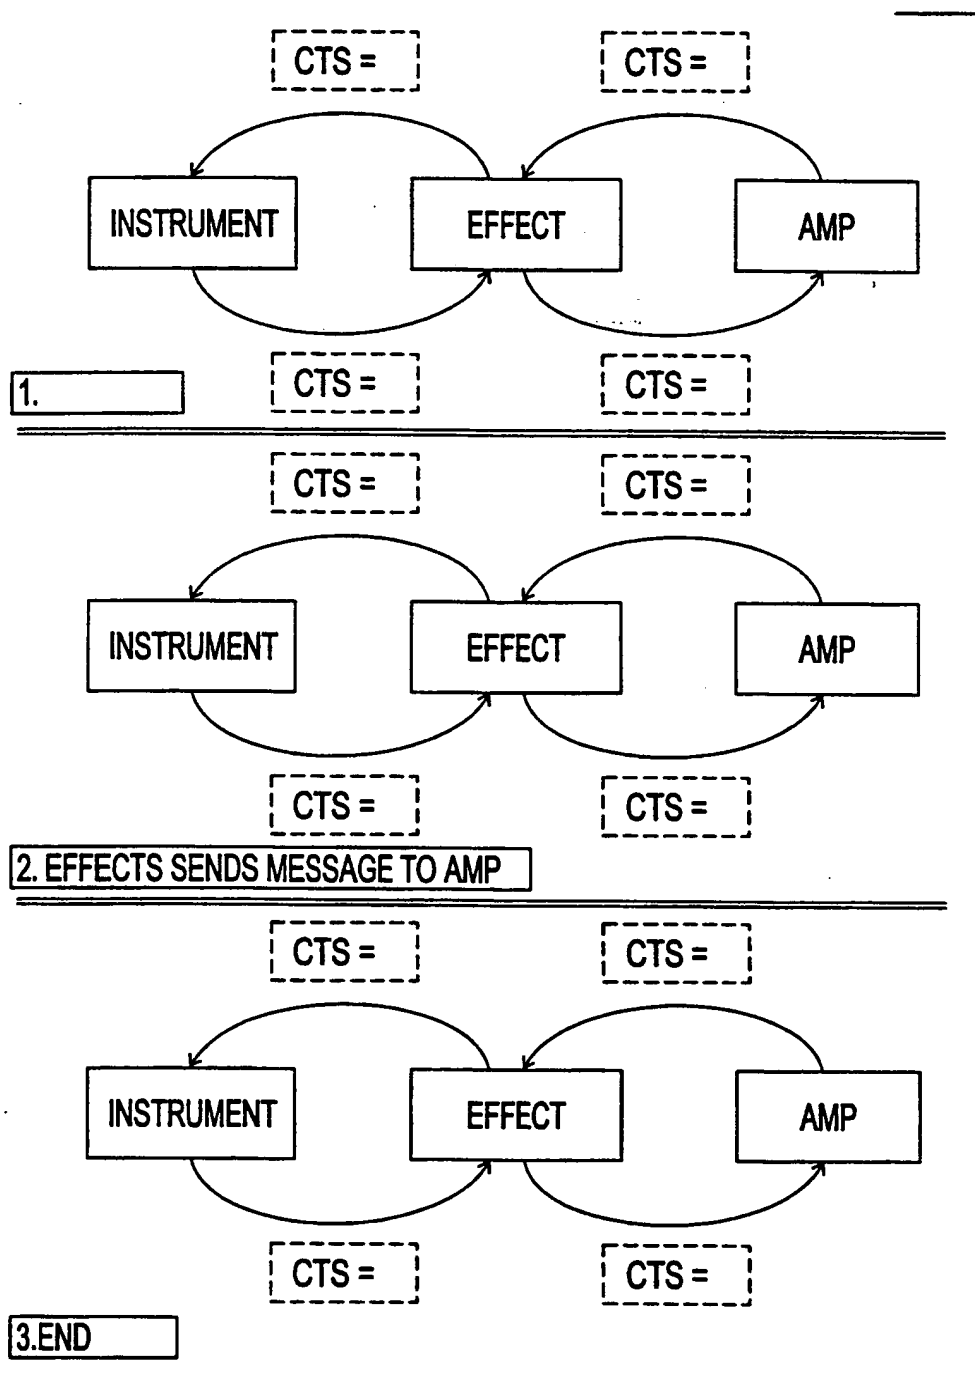 CTS = CTS =
INSTRUMENT EFFECT AMP
CTS = CTS =
1.
CTS = CTS =
INSTRUMENT EFFECT AMP
CTS = CTS =
2. EFFECTS SENDS MESSAGE TO AMP
CTS = CTS =
INSTRUMENT EFFECT AMP
CTS = CTS =
3.END